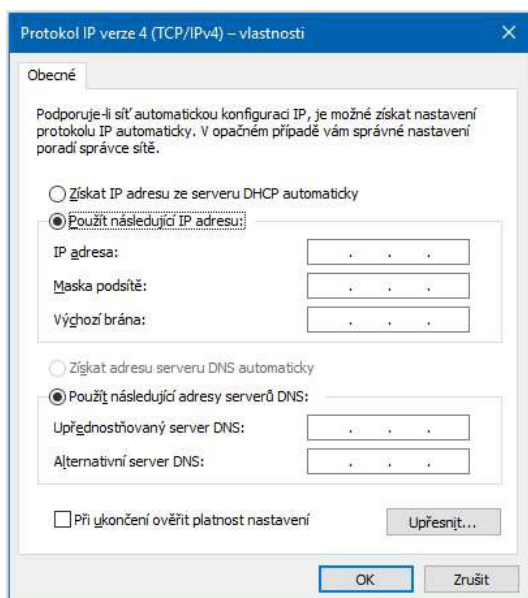 Protokol IP verze 4 (TCP/IPv4) – vlastnosti
Obecné
Podporuje-li síť automatickou konfiguraci IP, je možné získat nastavení
protokolu IP automaticky. V opačném případě vám správné nastavení
poradí správce sítě.
Získat IP adresu ze serveru DHCP automaticky
Použít následující IP adresu:
IP adresa:
Maska podsítě:
Výchozí brána:
Získat adresu serveru DNS automaticky
Použít následující adresy serverů DNS:
Upřednostňovaný server DNS:
Alternativní server DNS:
Při ukončení ověřit platnost nastavení
Upřesnit...
OK Zrušit